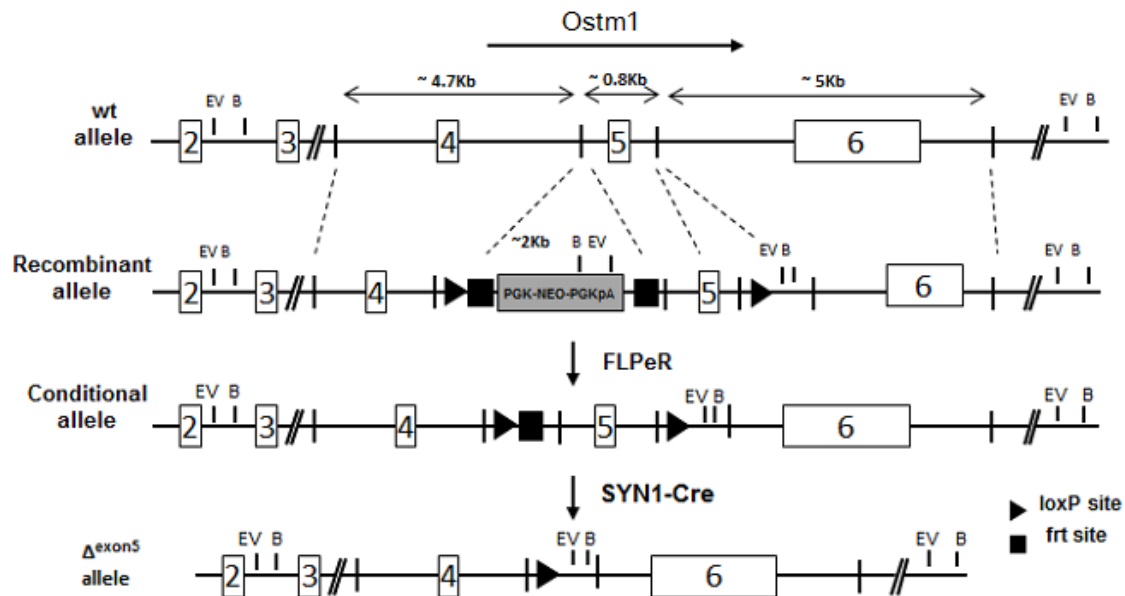 Ostm1
~ 4.7Kb ~ 0.8Kb ~ 5Kb
wt
allele
EV B EV B
2 3 4 5 6
Recombinant
allele
EV B ~2Kb B EV EV B EV B
2 3 4 PGK-NEO-PGKpA 5 6
FLPeR
Conditional
allele
EV B EV B EV B
2 3 4 5 6
SYN1-Cre
loxP site
frt site
Δexon5
allele
EV B EV B EV B
2 3 4 6